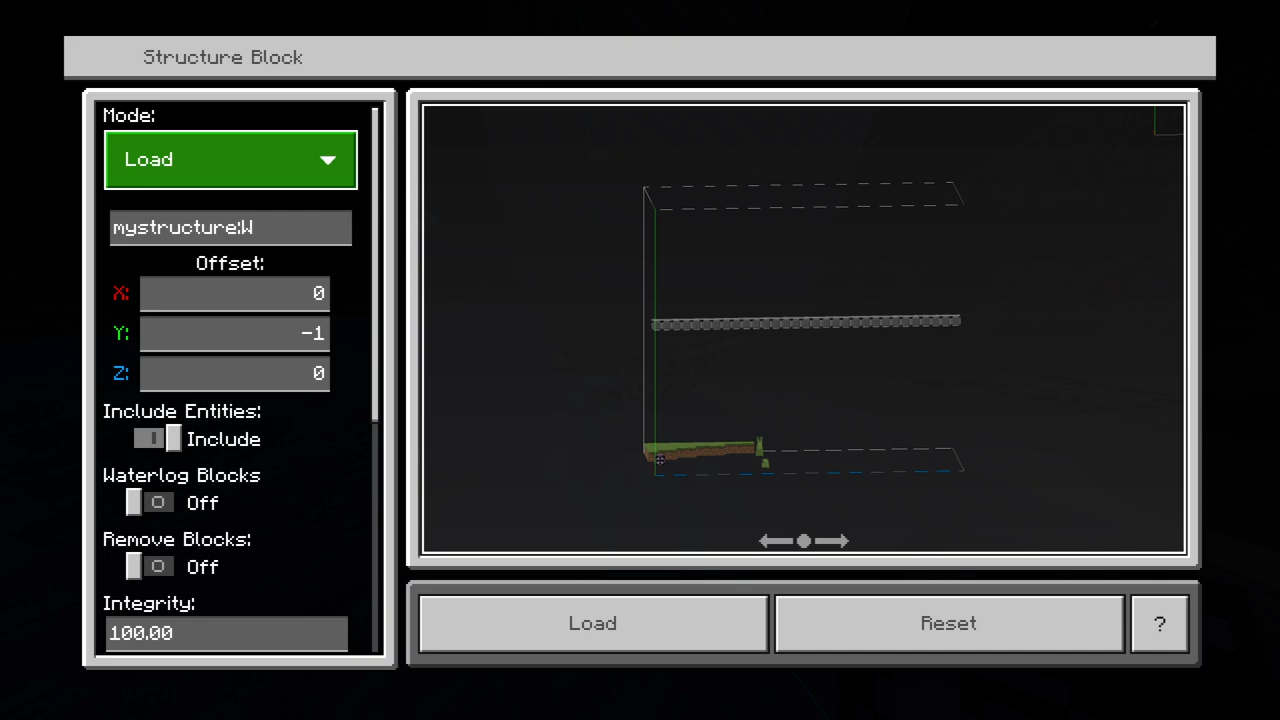 Structure Block
Mode:
Load
mystructure:W
Offset:
X: 0
Y: -1
Z: 0
Include Entities:
Include
Waterlog Blocks
Off
Remove Blocks:
Off
Integrity:
100.00
Load
Reset
?